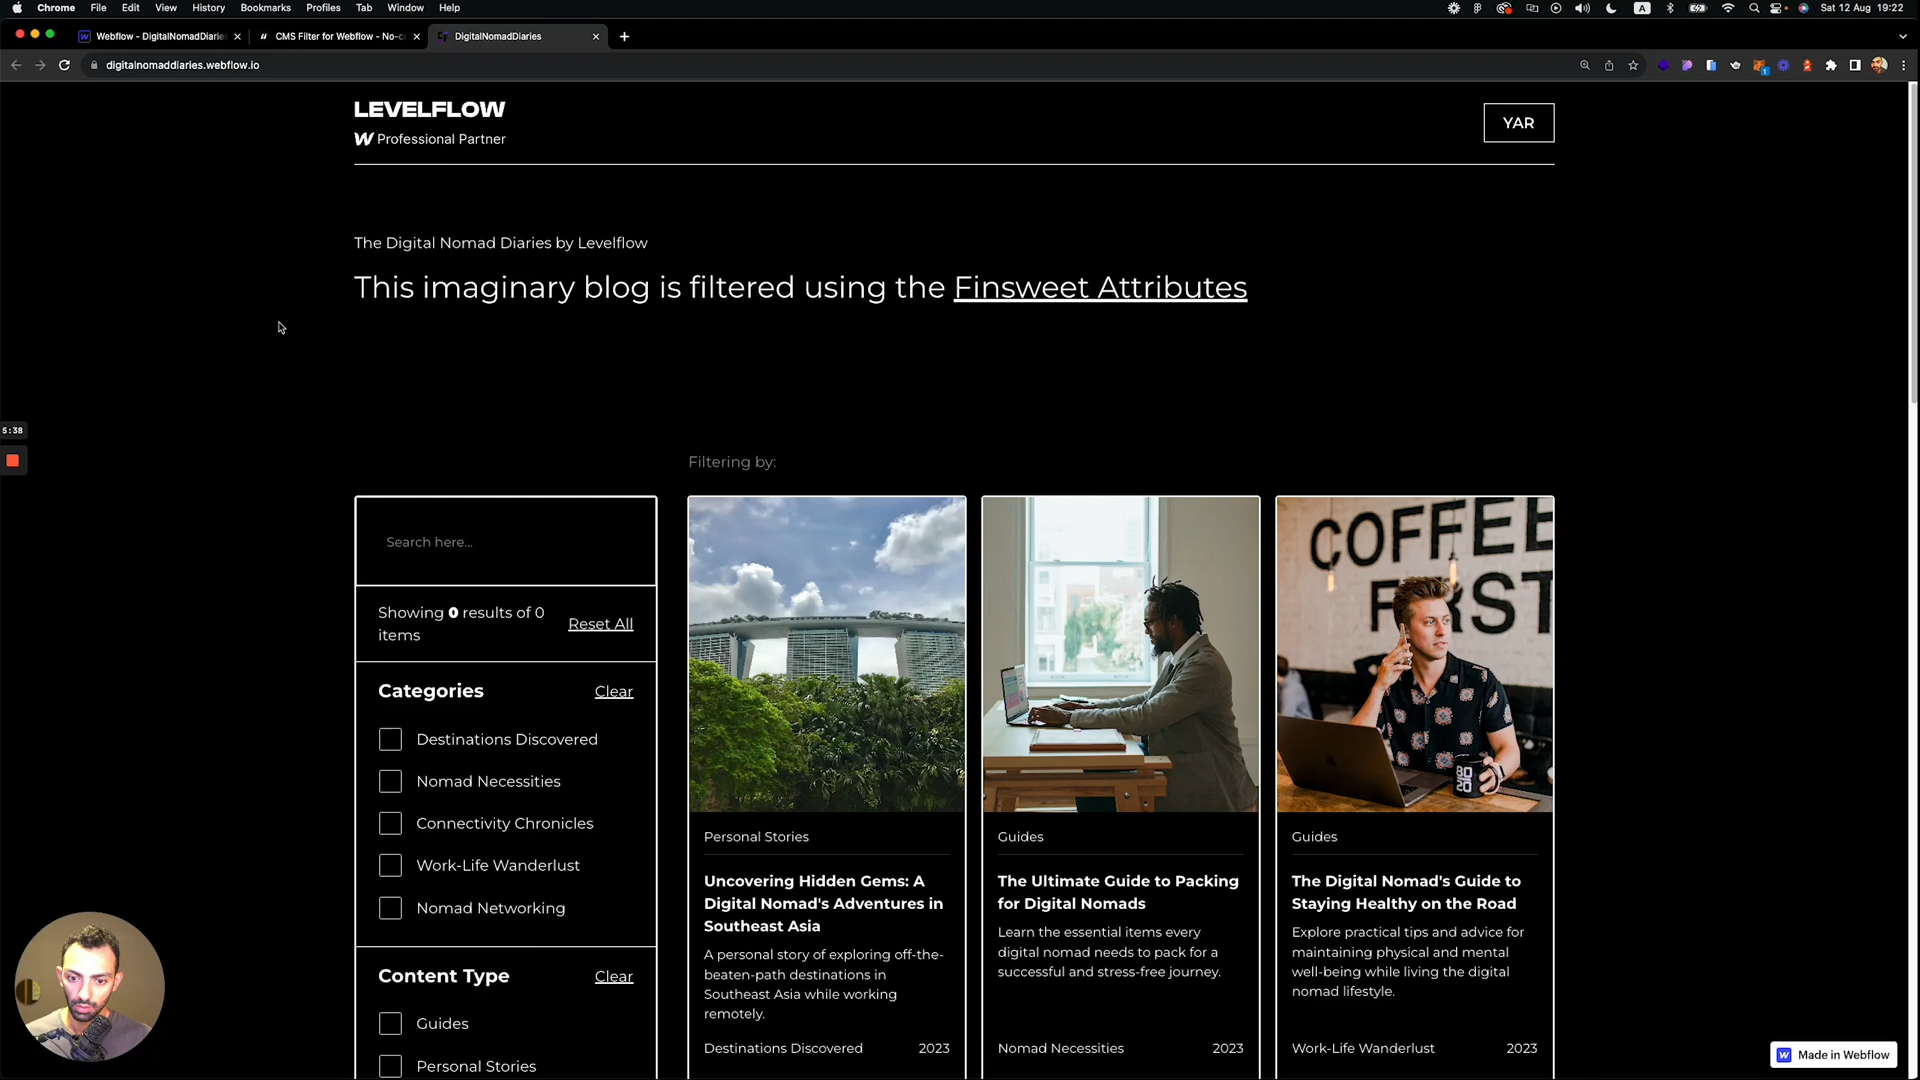 Chrome File Edit View History Bookmarks Profiles Tab Window Help
A
Sat 12 Aug 19:22
Webflow - DigitalNomadDiaries
CMS Filter for Webflow - No-c
DigitalNomadDiaries
digitalnomaddiaries.webflow.io
LEVELFLOW
W Professional Partner
YAR
The Digital Nomad Diaries by Levelflow
This imaginary blog is filtered using the Finsweet Attributes
5:38
Filtering by:
Search here...
Showing 0 results of 0
items
Reset All
Categories
Clear
Destinations Discovered
Nomad Necessities
Connectivity Chronicles
Work-Life Wanderlust
Nomad Networking
Content Type
Clear
Guides
Personal Stories
Personal Stories
Uncovering Hidden Gems: A
Digital Nomad's Adventures in
Southeast Asia
A personal story of exploring off-the-
beaten-path destinations in
Southeast Asia while working
remotely.
Destinations Discovered
2023
Guides
The Ultimate Guide to Packing
for Digital Nomads
Learn the essential items every
digital nomad needs to pack for a
successful and stress-free journey.
Nomad Necessities
2023
COFFEE
FIRST
80
20
Guides
The Digital Nomad's Guide to
Staying Healthy on the Road
Explore practical tips and advice for
maintaining physical and mental
well-being while living the digital
nomad lifestyle.
Work-Life Wanderlust
2023
Made in Webflow